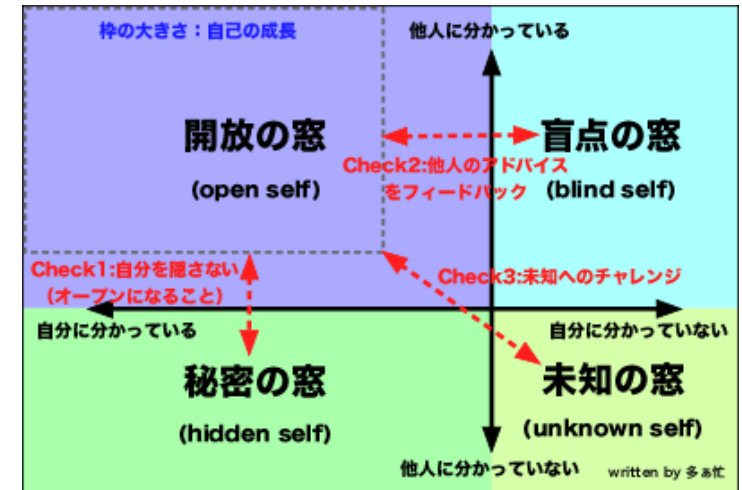 枠の大きさ：自己の成長
他人に分かっている
開放の窓
(open self)
盲点の窓
(blind self)
Check2:他人のアドバイス
をフィードバック
Check1:自分を隠さない
（オープンになること）
Check3:未知へのチャレンジ
自分に分かっている
自分に分かっていない
秘密の窓
(hidden self)
未知の窓
(unknown self)
他人に分かっていない
written by 多ぁ忙